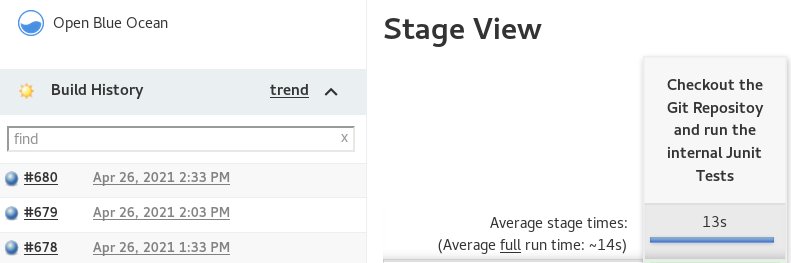 Open Blue Ocean
Build History trend
find x
#680 Apr 26, 2021 2:33 PM
#679 Apr 26, 2021 2:03 PM
#678 Apr 26, 2021 1:33 PM
Stage View
Checkout the
Git Repositoy
and run the
internal Junit
Tests
Average stage times:
(Average full run time: ~14s)
13s